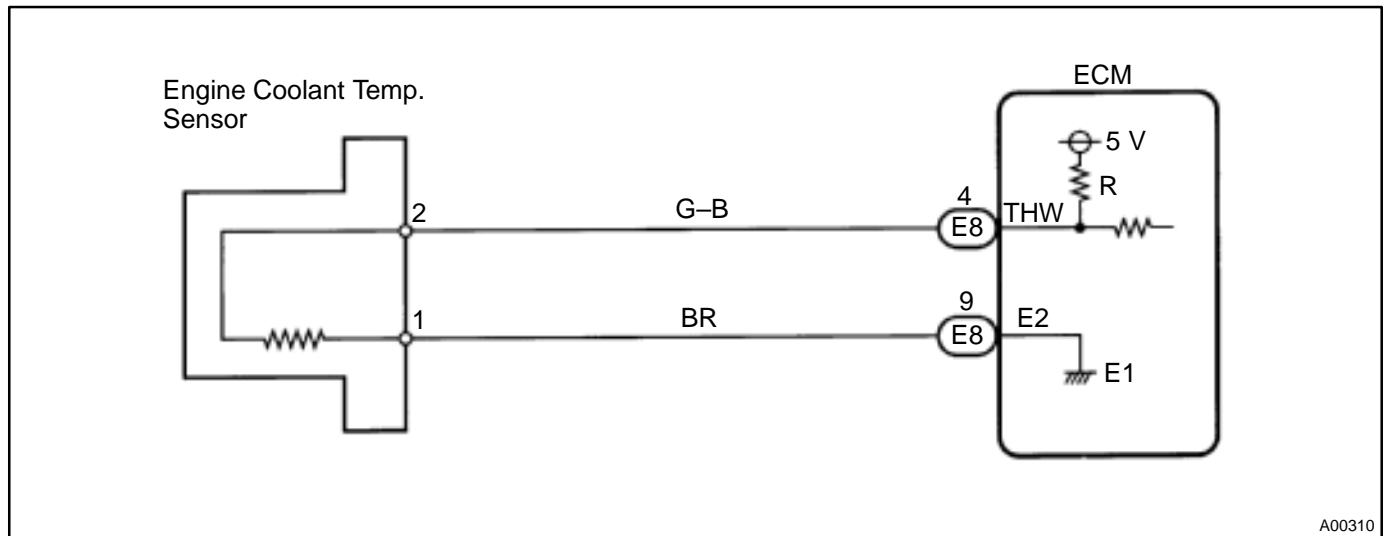 Engine Coolant Temp.
Sensor
ECM
5 V
R
2
G–B
4
E8
THW
1
BR
9
E8
E2
E1
A00310